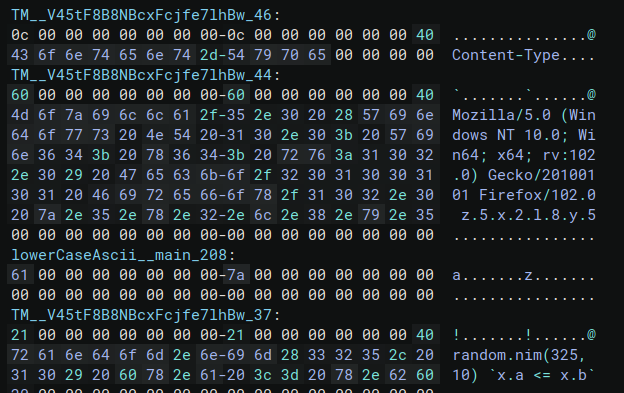 TM__V45tF8B8NBcxFcjfe7lhBw_46:
0c 00 00 00 00 00 00 00-0c 00 00 00 00 00 00 40 ...............@
43 6f 6e 74 65 6e 74 2d-54 79 70 65 00 00 00 00 Content-Type....
TM__V45tF8B8NBcxFcjfe7lhBw_44:
60 00 00 00 00 00 00 00-60 00 00 00 00 00 00 40 `.......`......@
4d 6f 7a 69 6c 6c 61 2f-35 2e 30 20 28 57 69 6e Mozilla/5.0 (Win
64 6f 77 73 20 4e 54 20-31 30 2e 30 3b 20 57 69 dows NT 10.0; Wi
6e 36 34 3b 20 78 36 34-3b 20 72 76 3a 31 30 32 n64; x64; rv:102
2e 30 29 20 47 65 63 6b-6f 2f 32 30 31 30 30 31 .0) Gecko/201001
30 31 20 46 69 72 65 66-6f 78 2f 31 30 32 2e 30 01 Firefox/102.0
20 7a 2e 35 2e 78 2e 32-2e 6c 2e 38 2e 79 2e 35 z.5.x.2.l.8.y.5
00 00 00 00 00 00 00 00-00 00 00 00 00 00 00 00 ................
lowerCaseAscii__main_208:
61 00 00 00 00 00 00 00-7a 00 00 00 00 00 00 00 a.......z.......
00 00 00 00 00 00 00 00-00 00 00 00 00 00 00 00 ................
TM__V45tF8B8NBcxFcjfe7lhBw_37:
21 00 00 00 00 00 00 00-21 00 00 00 00 00 00 40 !.......!......@
72 61 6e 64 6f 6d 2e 6e-69 6d 28 33 32 35 2c 20 random.nim(325,
31 30 29 20 60 78 2e 61-20 3c 3d 20 78 2e 62 60 10) `x.a <= x.b`